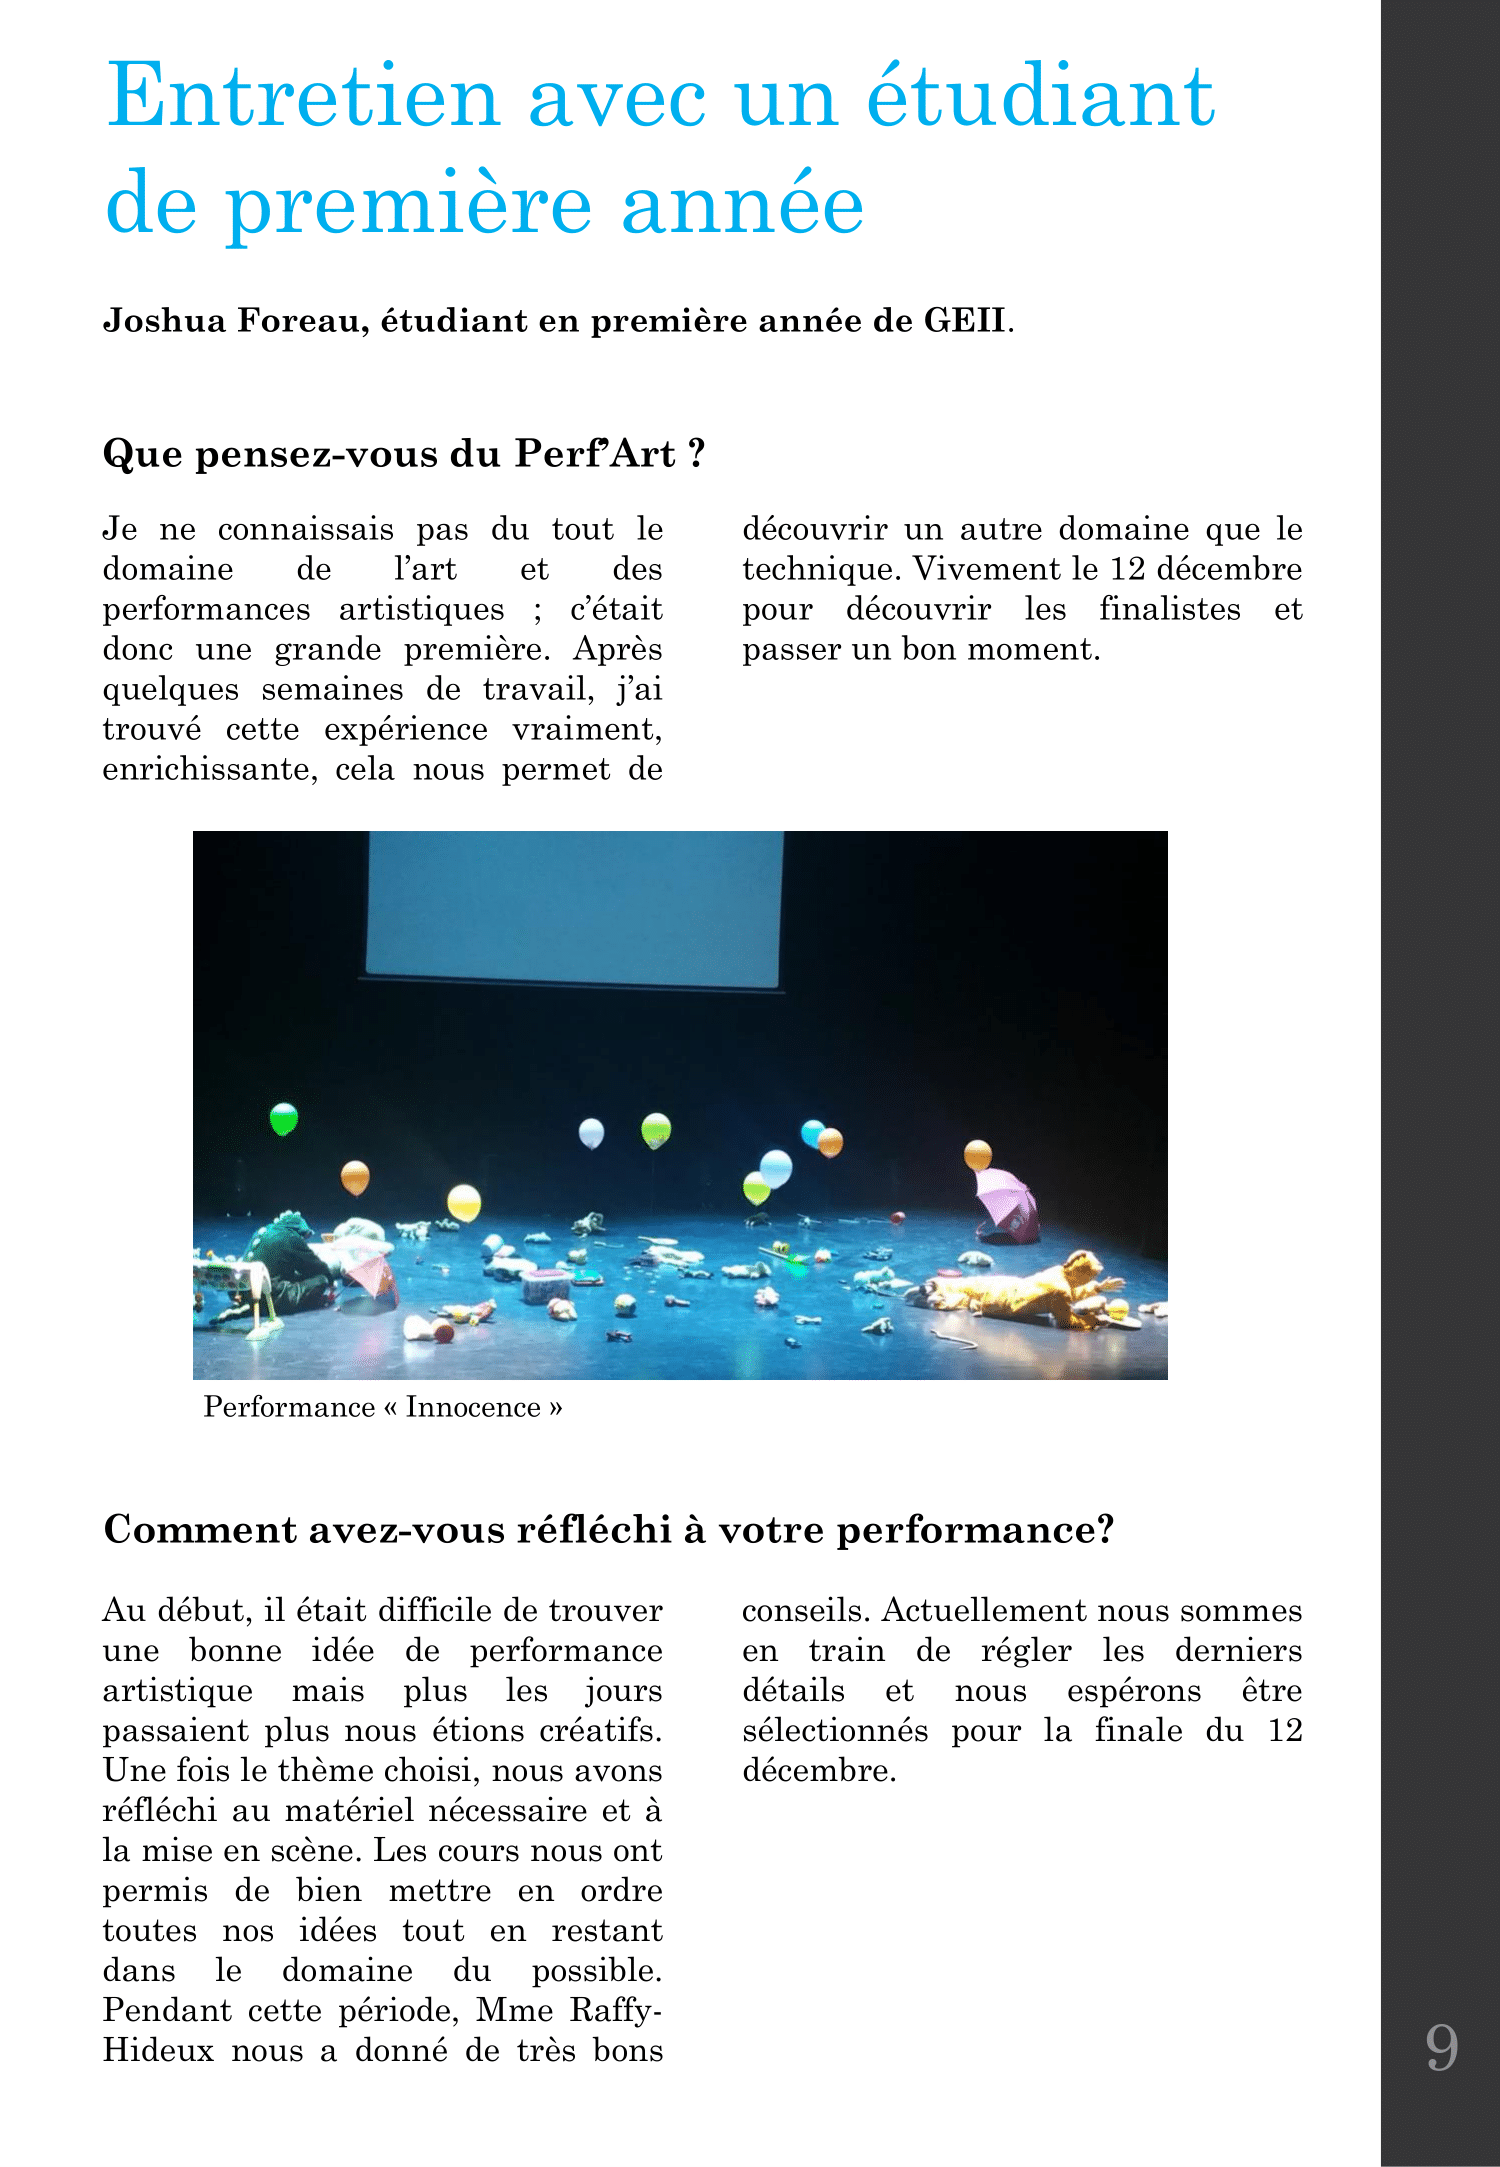 Entretien avec un étudiant
de première année
Joshua Foreau, étudiant en première année de GEII.
Que pensez-vous du Perf’Art ?
Je ne connaissais pas du tout le
domaine de l’art et des
performances artistiques ; c’était
donc une grande première. Après
quelques semaines de travail, j’ai
trouvé cette expérience vraiment,
enrichissante, cela nous permet de
découvrir un autre domaine que le
technique. Vivement le 12 décembre
pour découvrir les finalistes et
passer un bon moment.
Performance « Innocence »
Comment avez-vous réfléchi à votre performance?
Au début, il était difficile de trouver
une bonne idée de performance
artistique mais plus les jours
passaient plus nous étions créatifs.
Une fois le thème choisi, nous avons
réfléchi au matériel nécessaire et à
la mise en scène. Les cours nous ont
permis de bien mettre en ordre
toutes nos idées tout en restant
dans le domaine du possible.
Pendant cette période, Mme Raffy-
Hideux nous a donné de très bons
conseils. Actuellement nous sommes
en train de régler les derniers
détails et nous espérons être
sélectionnés pour la finale du 12
décembre.
9